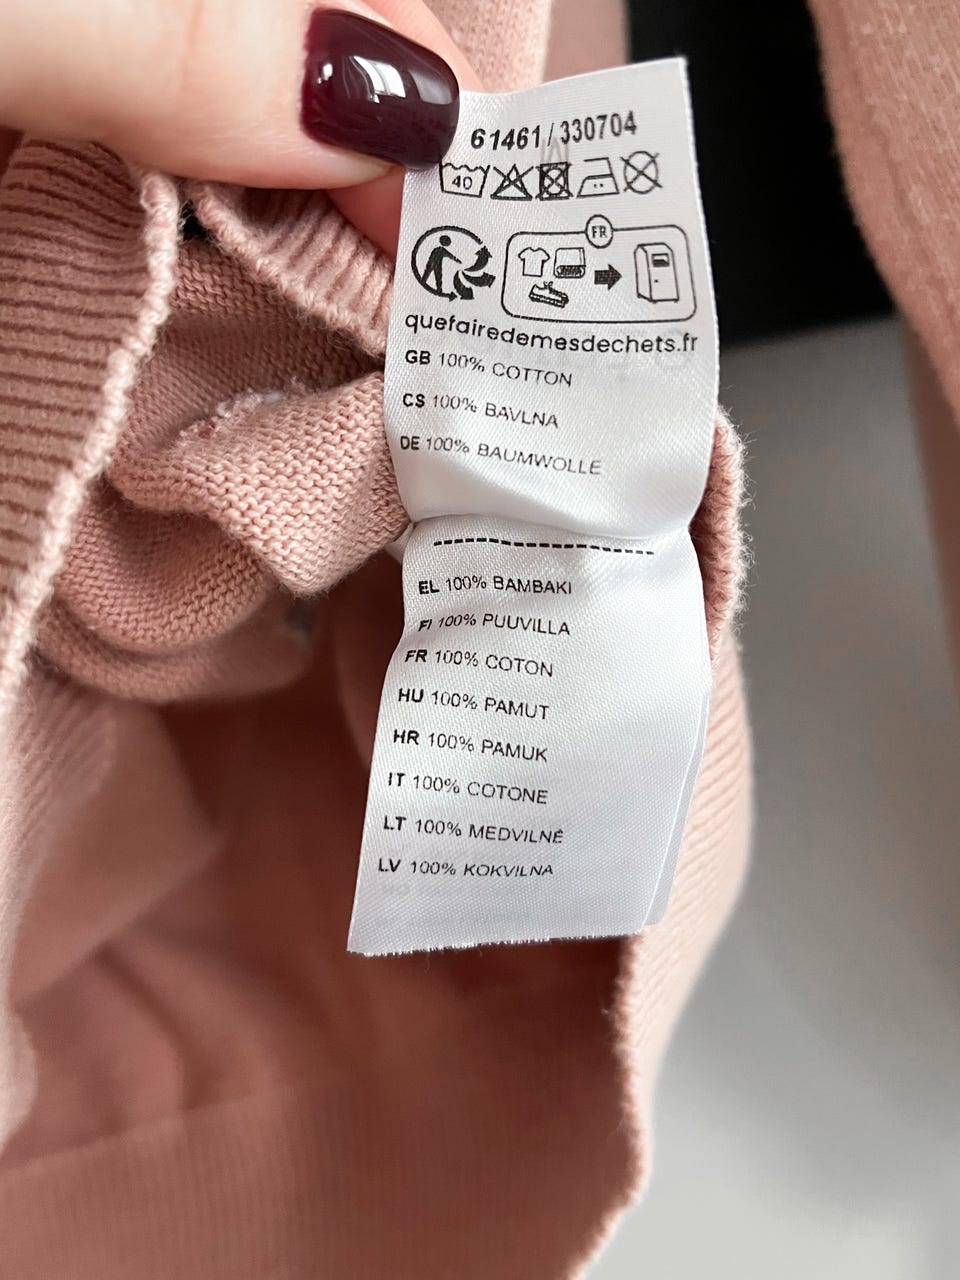 61461/330704
40
FR
quefairedemesdechets.fr
GB 100% COTTON
CS 100% BAVLNA
DE 100% BAUMWOLLE
EL 100% BAMBAKI
FI 100% PUUVILLA
FR 100% COTON
HU 100% PAMUT
HR 100% PAMUK
IT 100% COTONE
LT 100% MEDVILNĖ
LV 100% KOKVILNA